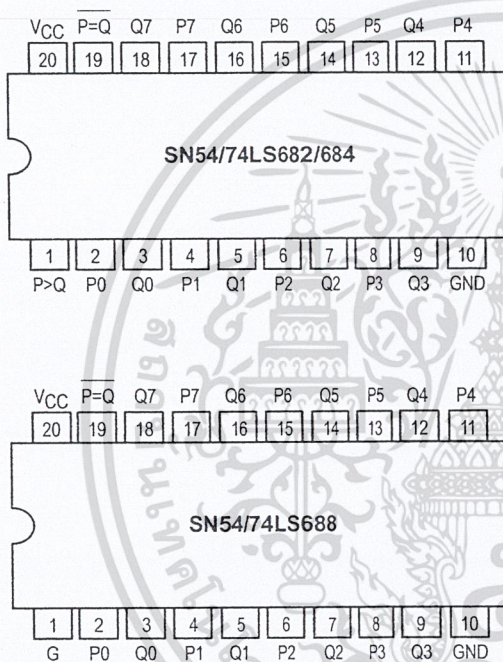 VCC P=Q Q7 P7 Q6 P6 Q5 P5 Q4 P4
20 19 18 17 16 15 14 13 12 11
SN54/74LS682/684
1 2 3 4 5 6 7 8 9 10
P>Q P0 Q0 P1 Q1 P2 Q2 P3 Q3 GND
VCC P=Q Q7 P7 Q6 P6 Q5 P5 Q4 P4
20 19 18 17 16 15 14 13 12 11
SN54/74LS688
1 2 3 4 5 6 7 8 9 10
G P0 Q0 P1 Q1 P2 Q2 P3 Q3 GND